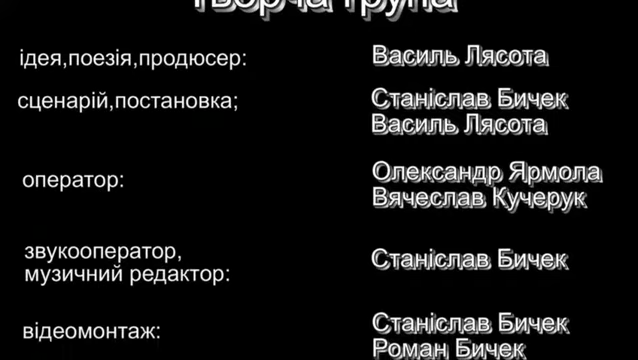 творча група
ідея,поезія,продюсер: Василь Лясота
сценарій,постановка; Станіслав Бичек
Василь Лясота
оператор: Олександр Ярмола
Вячеслав Кучерук
звукооператор,
музичний редактор: Станіслав Бичек
відеомонтаж: Станіслав Бичек
Роман Бичек